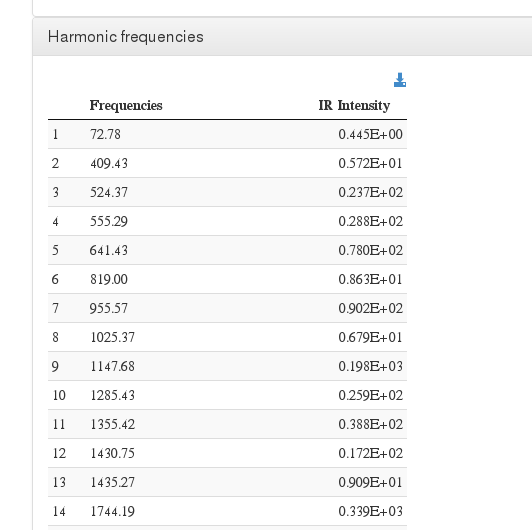 Harmonic frequencies
Frequencies IR Intensity
1 72.78 0.445E+00
2 409.43 0.572E+01
3 524.37 0.237E+02
4 555.29 0.288E+02
5 641.43 0.780E+02
6 819.00 0.863E+01
7 955.57 0.902E+02
8 1025.37 0.679E+01
9 1147.68 0.198E+03
10 1285.43 0.259E+02
11 1355.42 0.388E+02
12 1430.75 0.172E+02
13 1435.27 0.909E+01
14 1744.19 0.339E+03